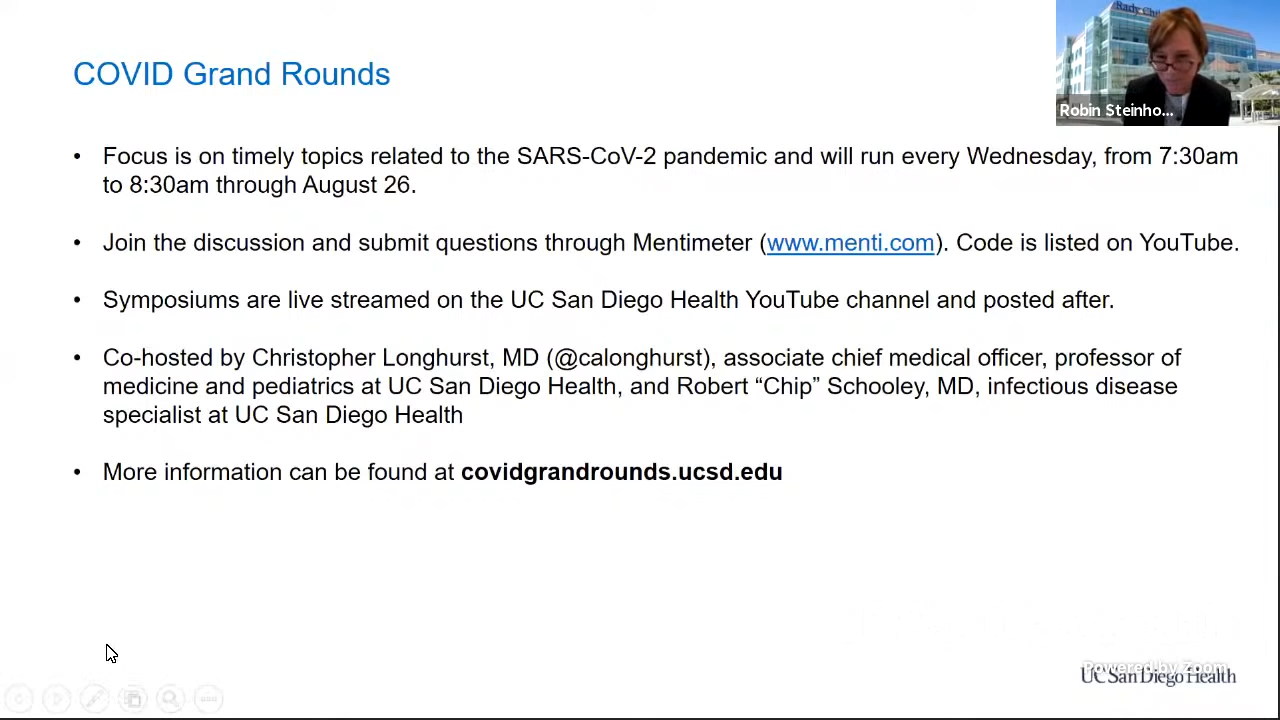 COVID Grand Rounds
Rady Chil
Robin Steinho...
• Focus is on timely topics related to the SARS-CoV-2 pandemic and will run every Wednesday, from 7:30am
to 8:30am through August 26.
• Join the discussion and submit questions through Mentimeter (www.menti.com). Code is listed on YouTube.
• Symposiums are live streamed on the UC San Diego Health YouTube channel and posted after.
• Co-hosted by Christopher Longhurst, MD (@calonghurst), associate chief medical officer, professor of
medicine and pediatrics at UC San Diego Health, and Robert “Chip” Schooley, MD, infectious disease
specialist at UC San Diego Health
• More information can be found at covidgrandrounds.ucsd.edu
Powered by Zoom
UC San Diego Health